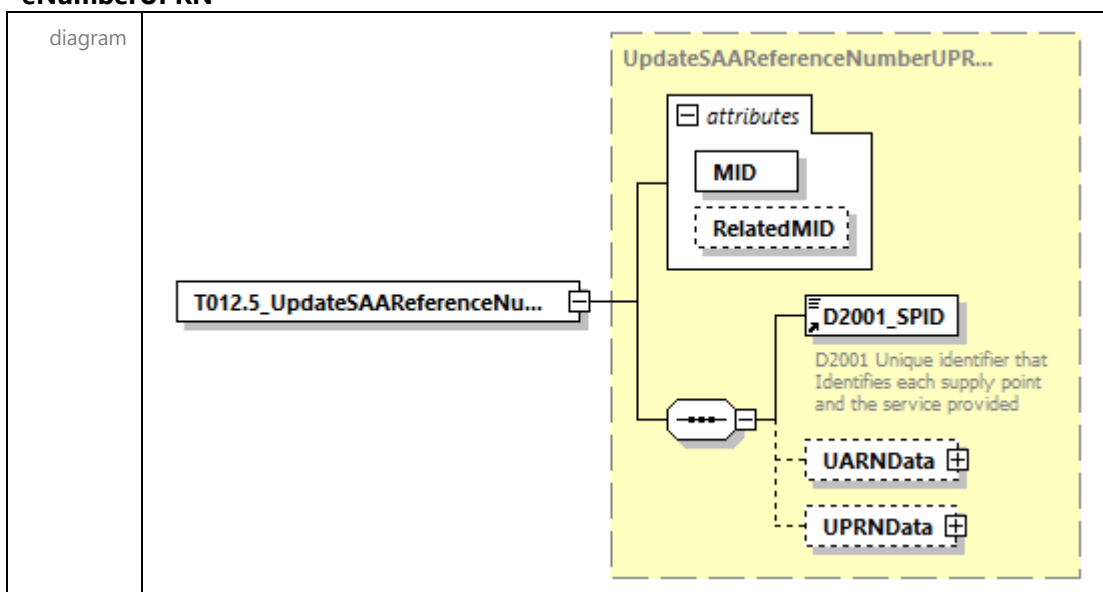 eNumberUPRN
diagram
UpdateSAAReferenceNumberUPR...
attributes
MID
RelatedMID
T012.5_UpdateSAAReferenceNu...
D2001_SPID
D2001 Unique identifier that
Identifies each supply point
and the service provided
UARNData
UPRNData